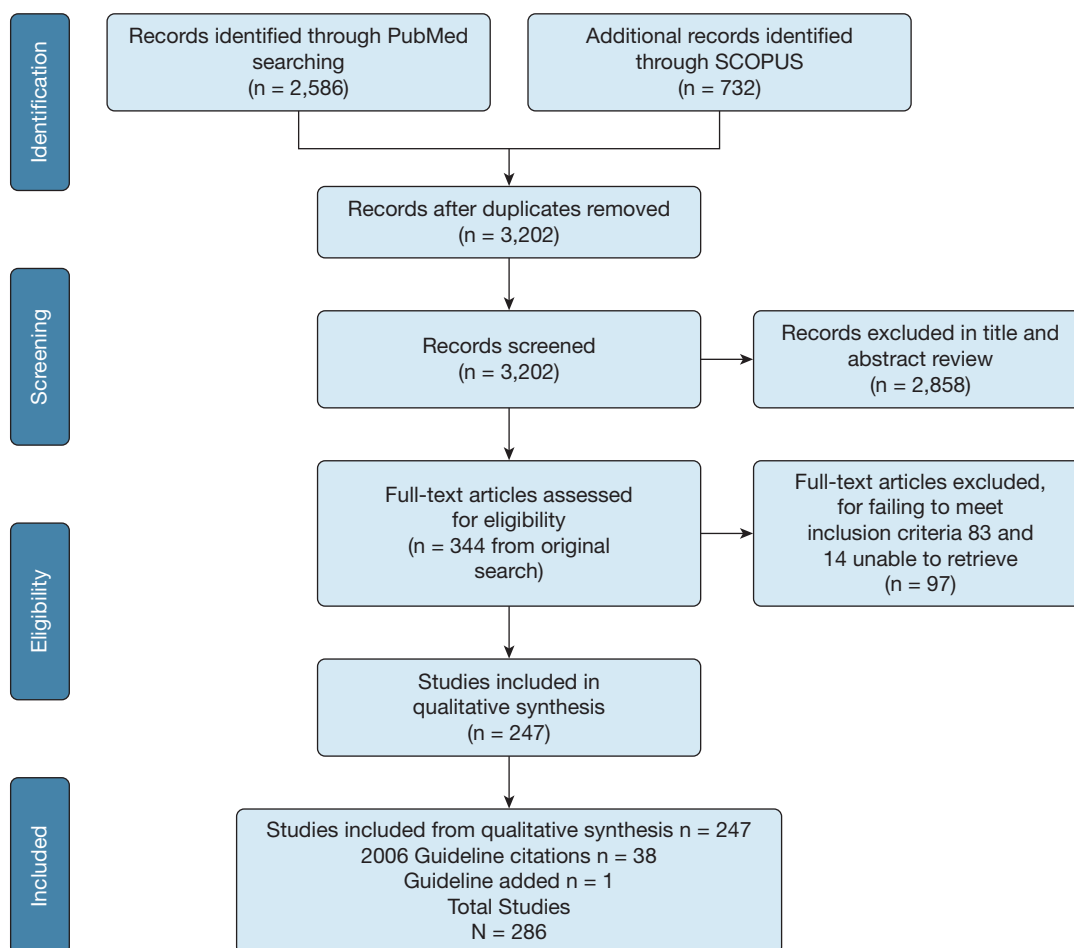 Identification
Records identified through PubMed
searching
(n = 2,586)
Additional records identified
through SCOPUS
(n = 732)
Records after duplicates removed
(n = 3,202)
Screening
Records screened
(n = 3,202)
Records excluded in title and
abstract review
(n = 2,858)
Eligibility
Full-text articles assessed
for eligibility
(n = 344 from original
search)
Full-text articles excluded,
for failing to meet
inclusion criteria 83 and
14 unable to retrieve
(n = 97)
Studies included in
qualitative synthesis
(n = 247)
Included
Studies included from qualitative synthesis n = 247
2006 Guideline citations n = 38
Guideline added n = 1
Total Studies
N = 286